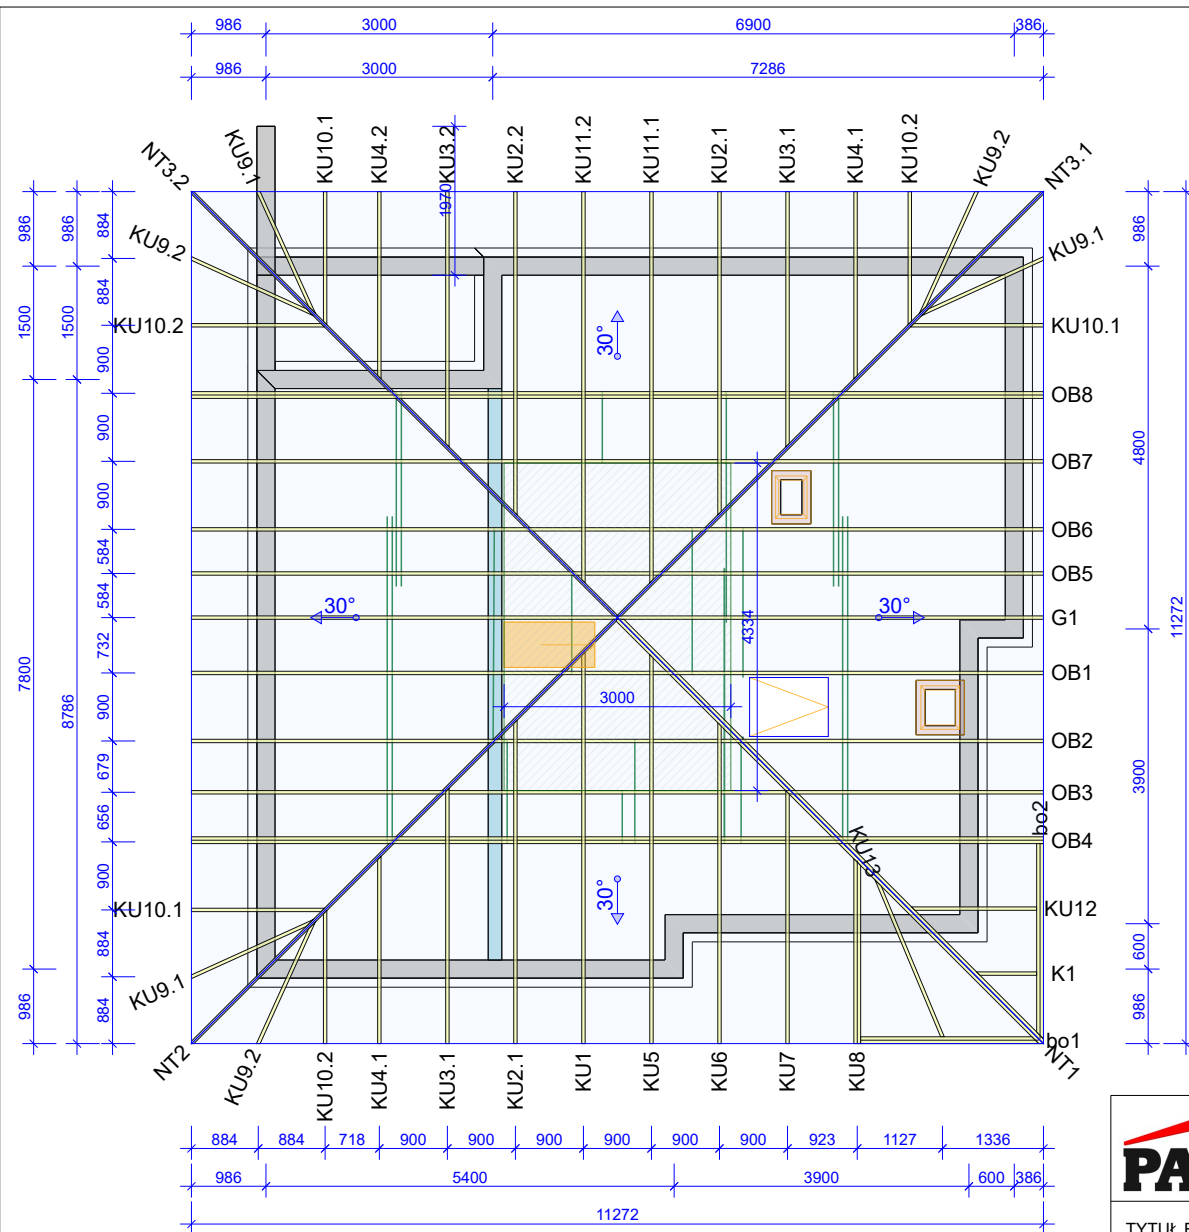 986 3000 6900 386
986 3000 7286
NT3.2 KU9.1 KU10.1 KU4.2 KU3.2 KU2.2 KU11.2 KU11.1 KU2.1 KU3.1 KU4.1 KU10.2 KU9.2 NT3.1
1970
986 986 884 KU9.2 KU9.1 986
1500 1500 884 KU10.2 30° KU10.1
900 OB8
900 OB7 4800
900 OB6
584 OB5
584 30° 30° G1 11272
7800 732 4334 OB1
8786 900 3000 OB2
679 OB3 3900
656 bo2 OB4
900 KU10.1 30° KU13 KU12
884 K1 600
986 884 KU9.1 bo1 986
NT2 KU9.2 KU10.2 KU4.1 KU3.1 KU2.1 KU1 KU5 KU6 KU7 KU8 NT1
884 884 718 900 900 900 900 900 900 923 1127 1336
986 5400 3900 600 386
11272
PA